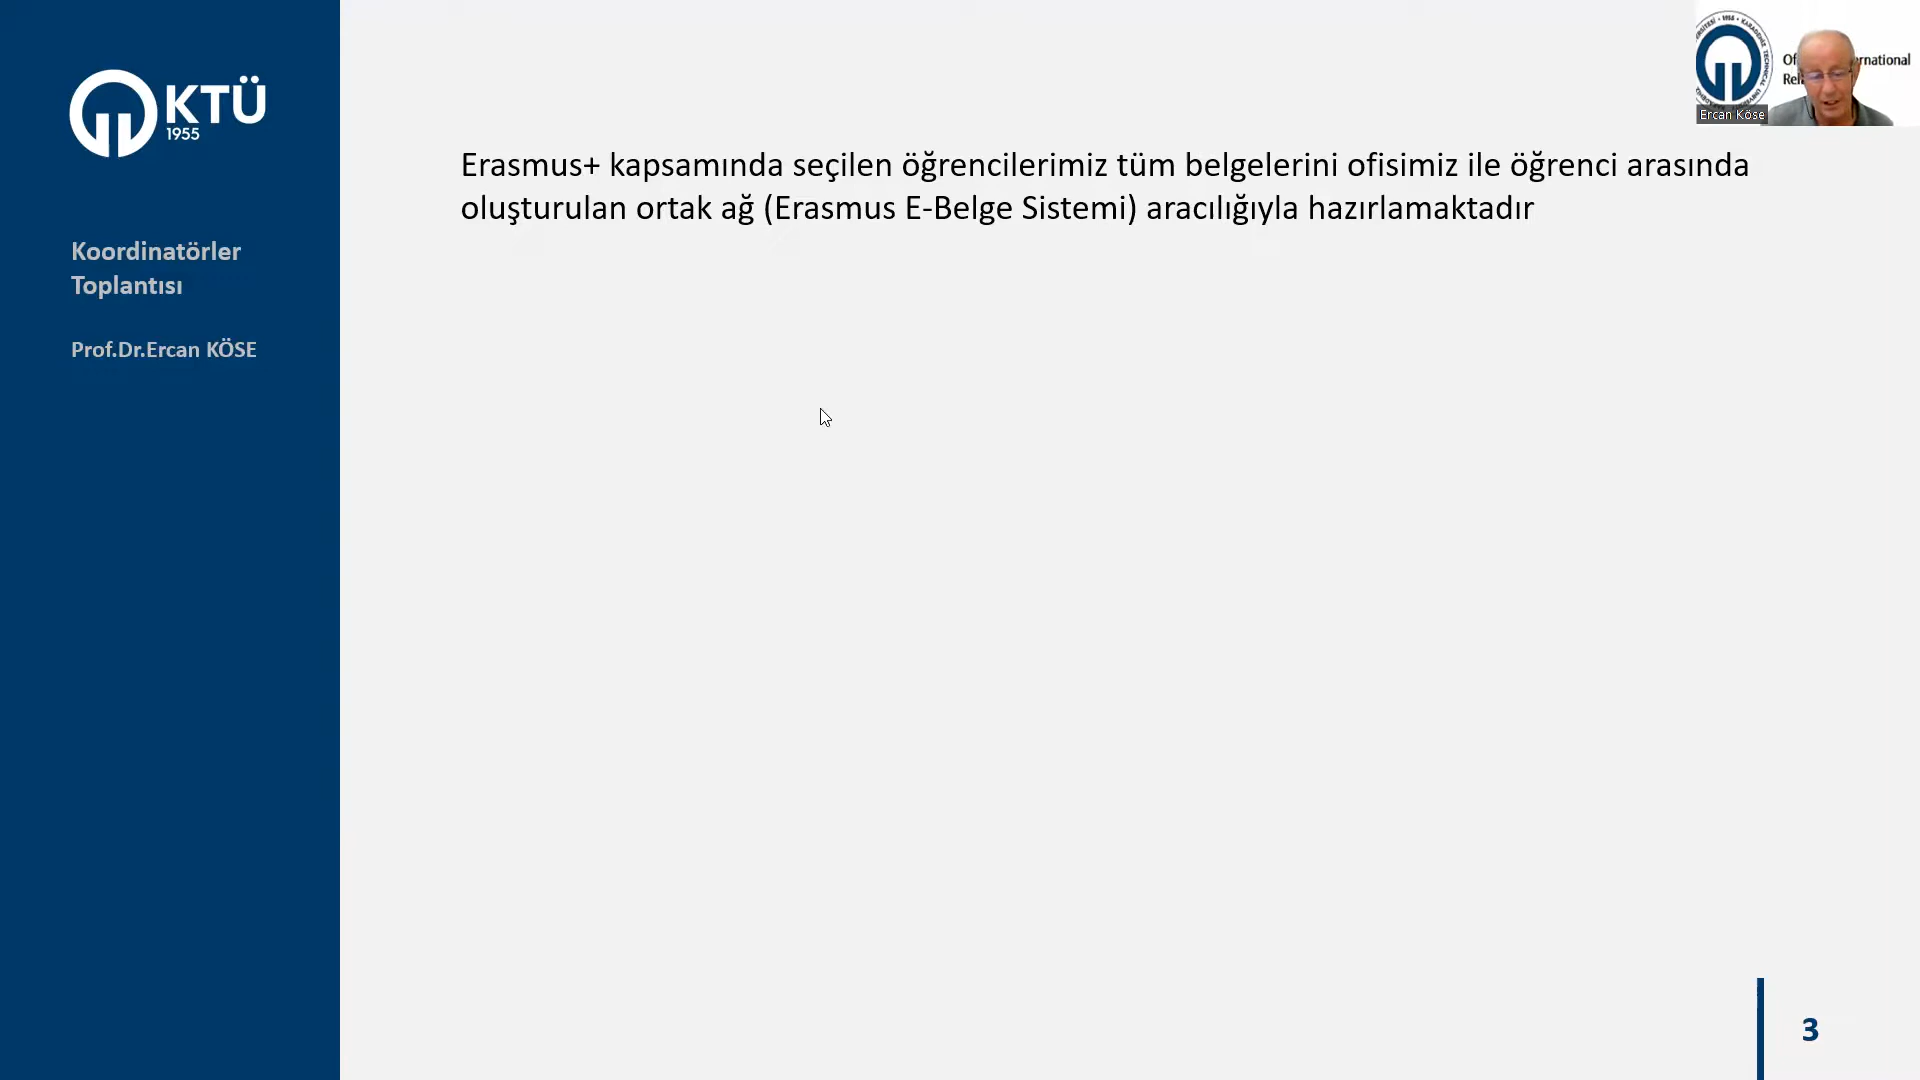 KTÜ
1955
Koordinatörler
Toplantısı
Prof.Dr.Ercan KÖSE
Erasmus+ kapsamında seçilen öğrencilerimiz tüm belgelerini ofisimiz ile öğrenci arasında
oluşturulan ortak ağ (Erasmus E-Belge Sistemi) aracılığıyla hazırlamaktadır
Ercan Köse
3